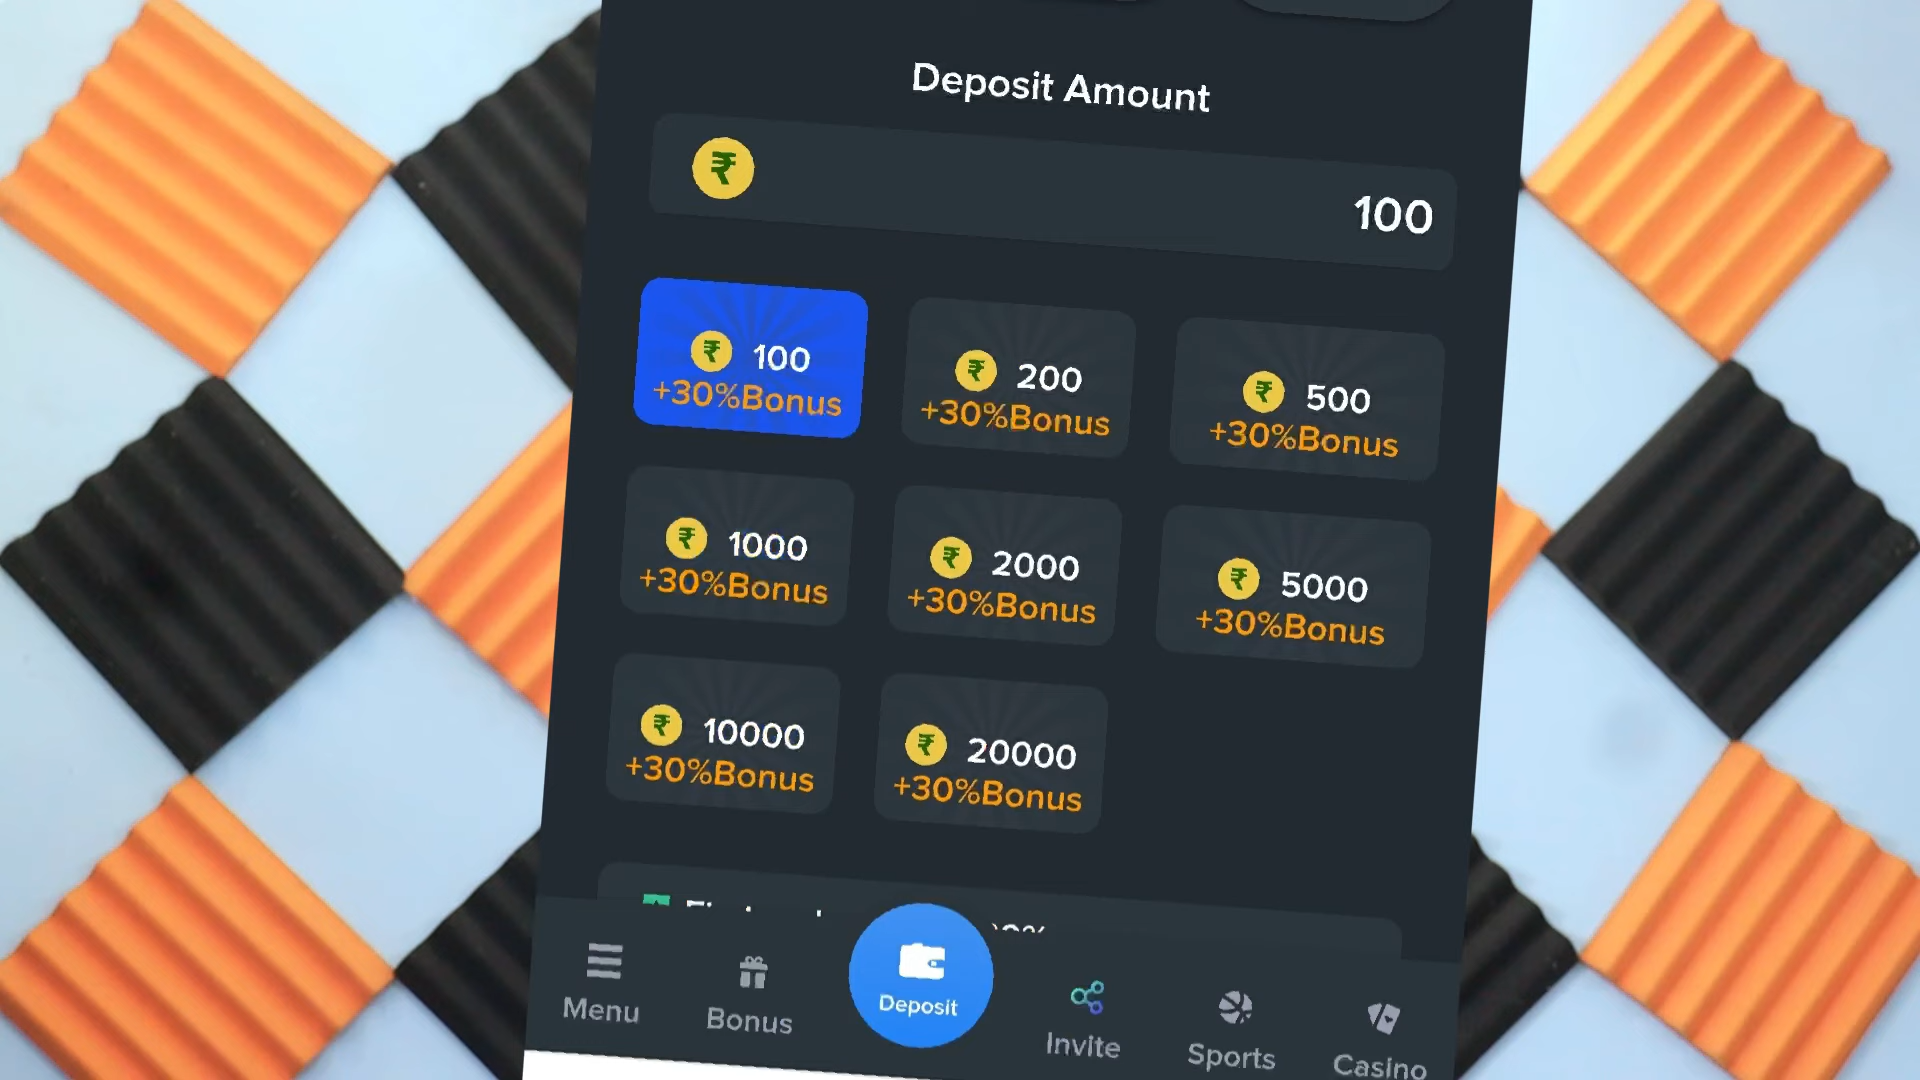 Deposit Amount
₹ 100
₹ 100
+30%Bonus
₹ 200
+30%Bonus
₹ 500
+30%Bonus
₹ 1000
+30%Bonus
₹ 2000
+30%Bonus
₹ 5000
+30%Bonus
₹ 10000
+30%Bonus
₹ 20000
+30%Bonus
Menu
Bonus
Deposit
Invite
Sports
Casino